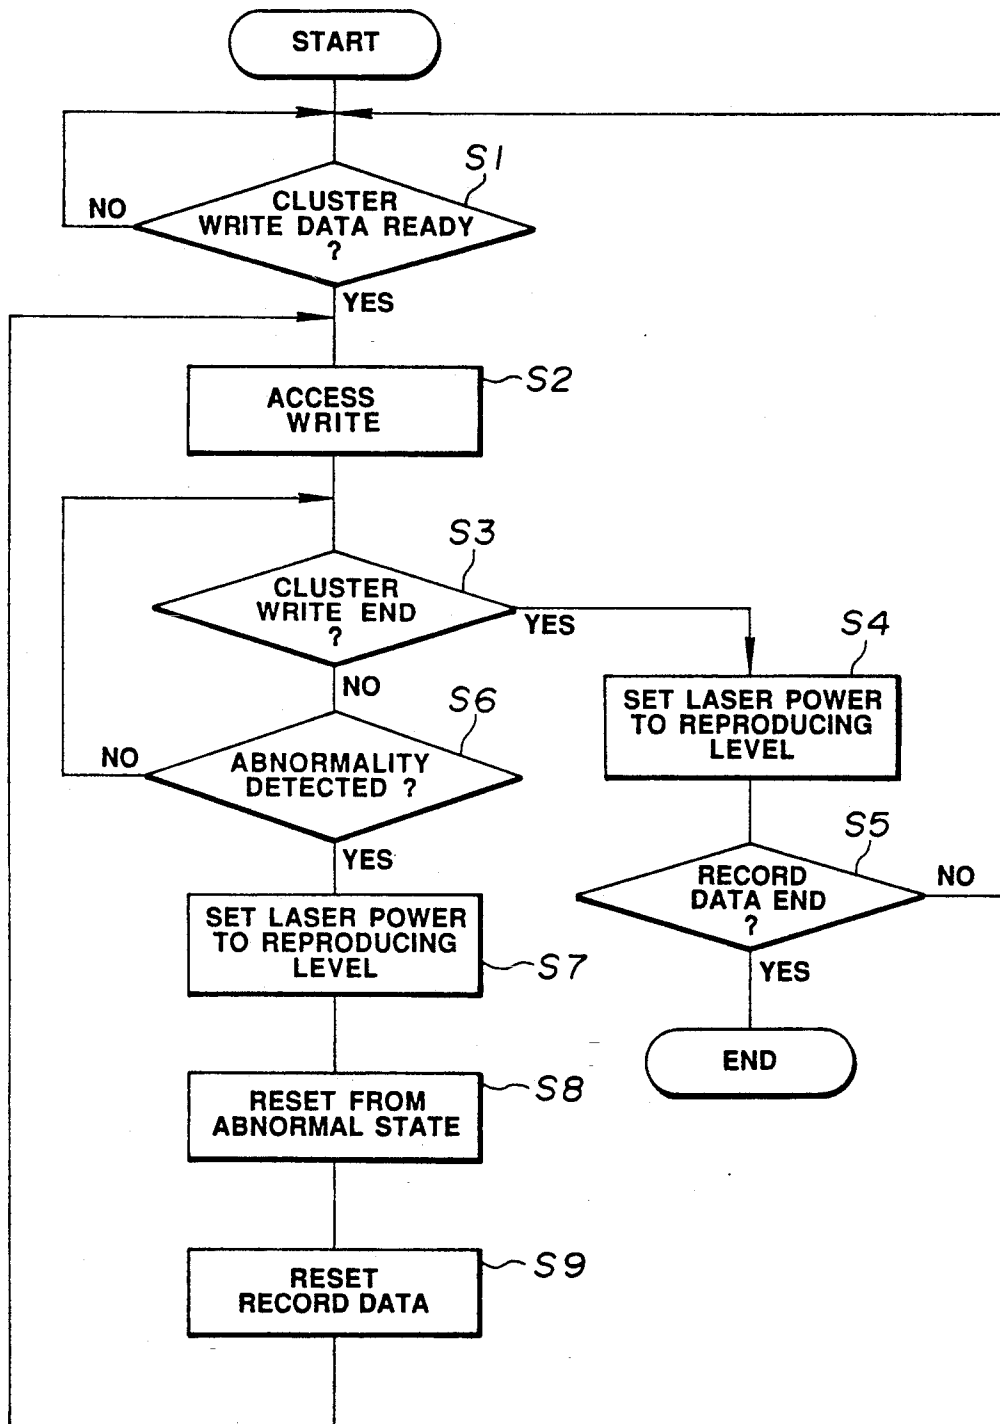 START
S1
CLUSTER
WRITE DATA READY
?
NO
YES
ACCESS
WRITE
S2
S3
CLUSTER
WRITE END
?
YES
NO
S4
SET LASER POWER
TO REPRODUCING
LEVEL
S6
ABNORMALITY
DETECTED ?
NO
YES
S5
RECORD
DATA END
?
NO
YES
END
SET LASER POWER
TO REPRODUCING
LEVEL
S7
RESET FROM
ABNORMAL STATE
S8
RESET
RECORD DATA
S9